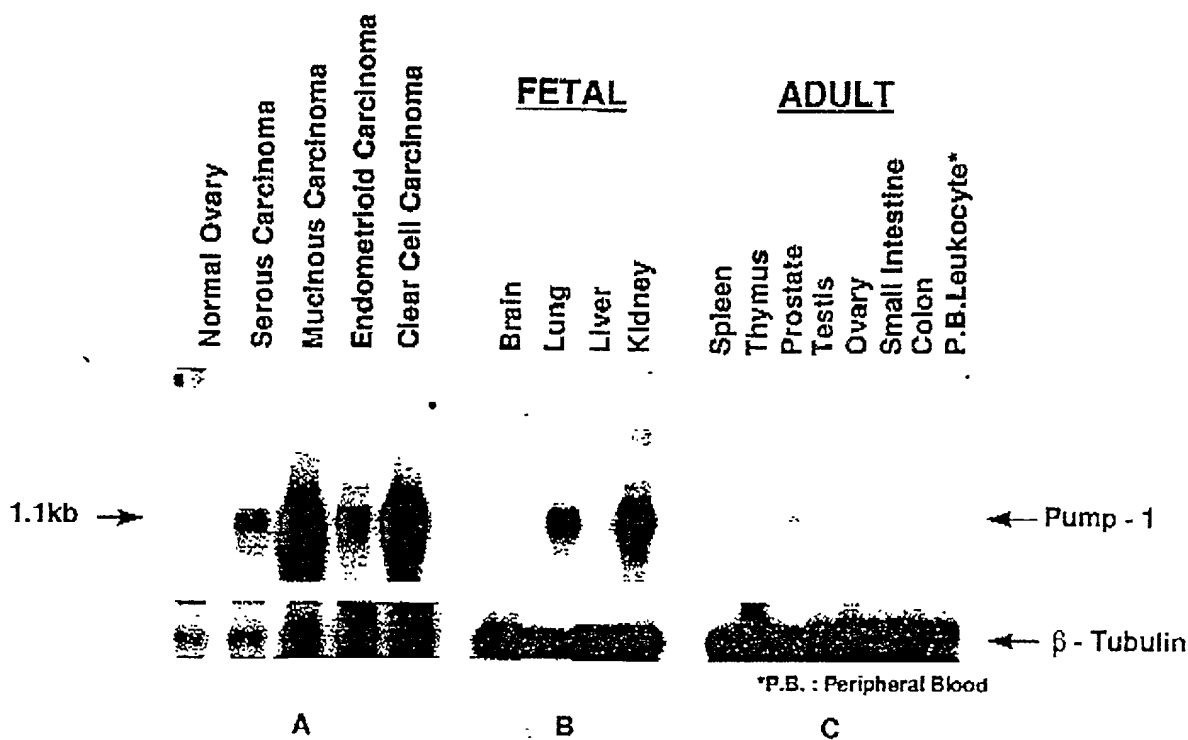 Normal Ovary
Serous Carcinoma
Mucinous Carcinoma
Endometrioid Carcinoma
Clear Cell Carcinoma
FETAL
Brain
Lung
Liver
Kidney
ADULT
Spleen
Thymus
Prostate
Testis
Ovary
Small Intestine
Colon
P.B.Leukocyte*
1.1kb
Pump - 1
β - Tubulin
*P.B. : Peripheral Blood
A
B
C